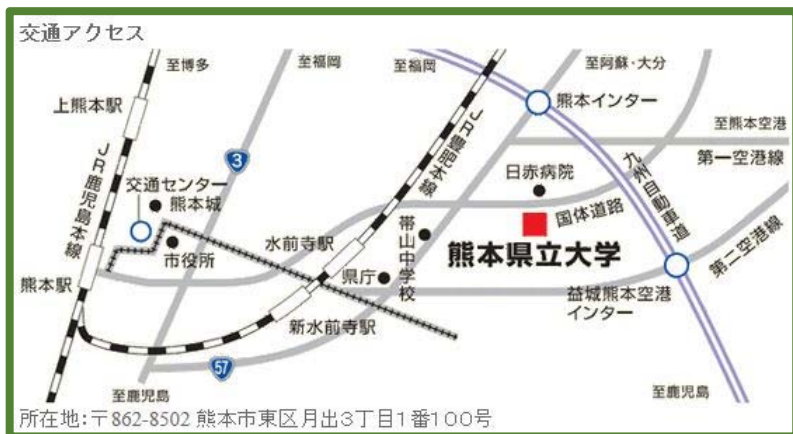 交通アクセス
至博多
至福岡
至福岡
至阿蘇・大分
上熊本駅
JR鹿児島本線
3
JR豊肥本線
熊本インター
至熊本空港
第一空港線
九州自動車道
交通センター
熊本城
日赤病院
国体道路
市役所
水前寺駅
帯山中学校
熊本県立大学
第二空港線
熊本駅
県庁
益城熊本空港
インター
新水前寺駅
57
至鹿児島
至鹿児島
所在地:〒862-8502 熊本市東区月出3丁目1番100号